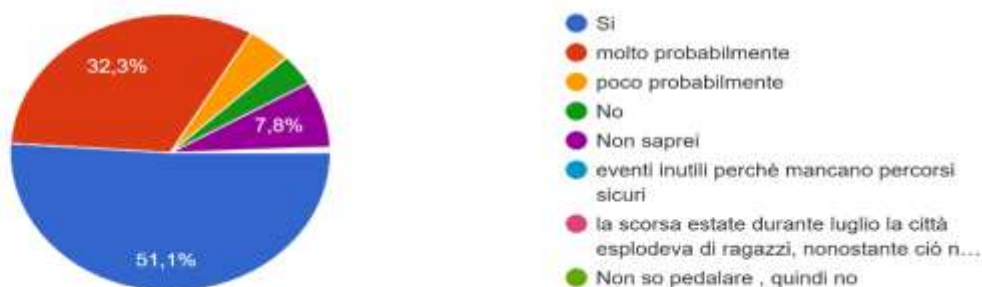 32,3%
7,8%
51,1%
Si
molto probabilmente
poco probabilmente
No
Non saprei
eventi inutili perchè mancano percorsi
sicuri
la scorsa estate durante luglio la città
esplodeva di ragazzi, nonostante ciò n…
Non so pedalare , quindi no